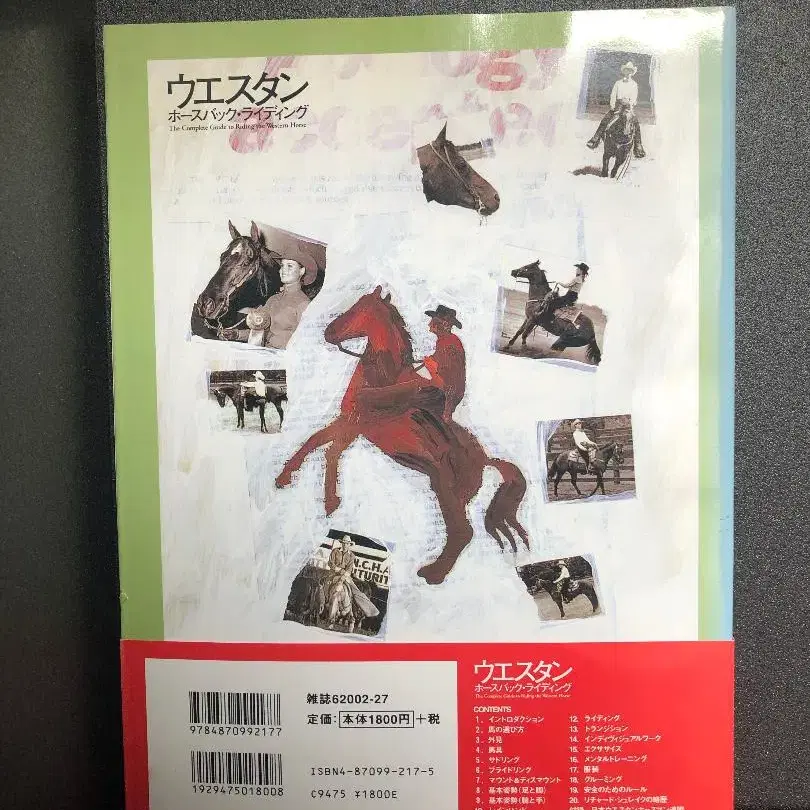 ウエスタン
ホースバック・ライディング
The Complete Guide to Riding the Western Horse
N.C.H.A
TURIT
雑誌62002-27
定価:本体1800円+税
9784870992177
ISBN4-87099-217-5
1929475018008
C9475 ¥1800E
ウエスタン
ホースバック・ライディング
The Complete Guide to Riding the Western Horse
CONTENTS
1. イントロダクション
2. 馬の選び方
3. 外見
4. 馬具
5. サドリング
6. ブライドリング
7. マウント&ディスマウント
8. 基本姿勢(足と脚)
9. 基本姿勢(腕と手)
12. ライディング
13. トランジション
14. インディヴィジュアルワーク
15. エクササイズ
16. メンタルトレーニング
17. 服装
18. グルーミング
19. 安全のためのルール
20. リチャード・シュレイクの略歴